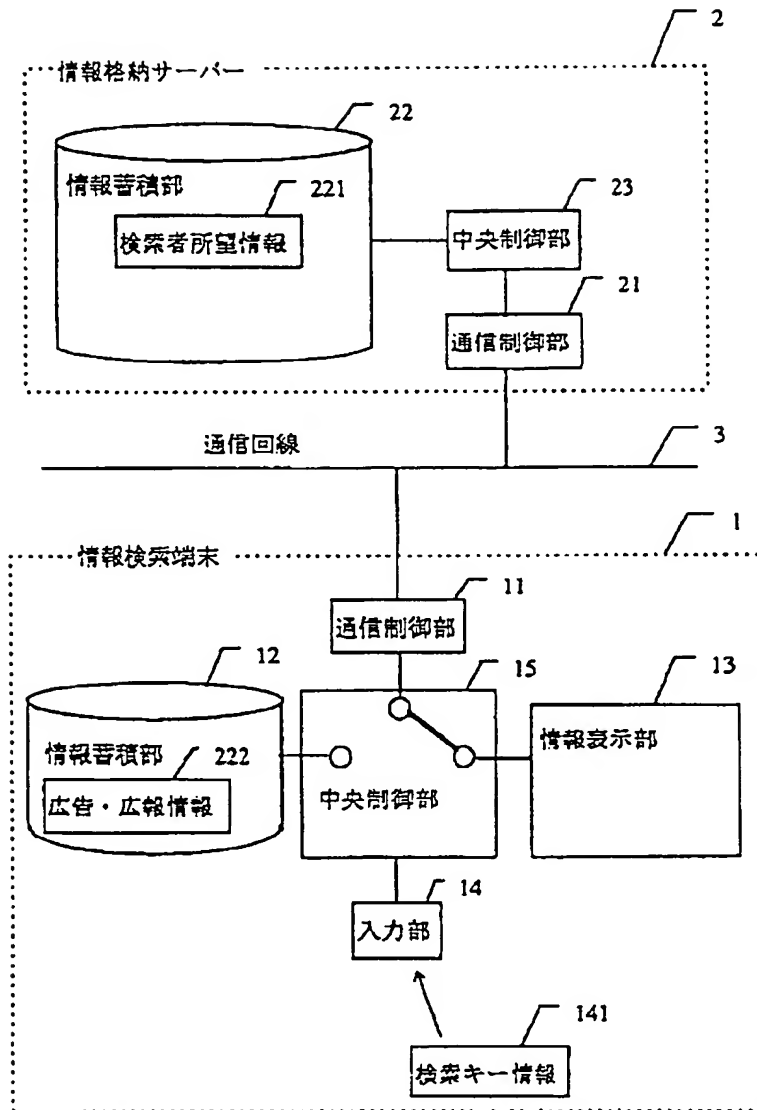 2
情報格納サーバー
22
情報蓄積部
221
検索者所望情報
23
中央制御部
21
通信制御部
通信回線
3
1
情報検索端末
11
通信制御部
12
15
13
情報蓄積部
222
広告・広報情報
中央制御部
情報表示部
14
入力部
141
検索キー情報